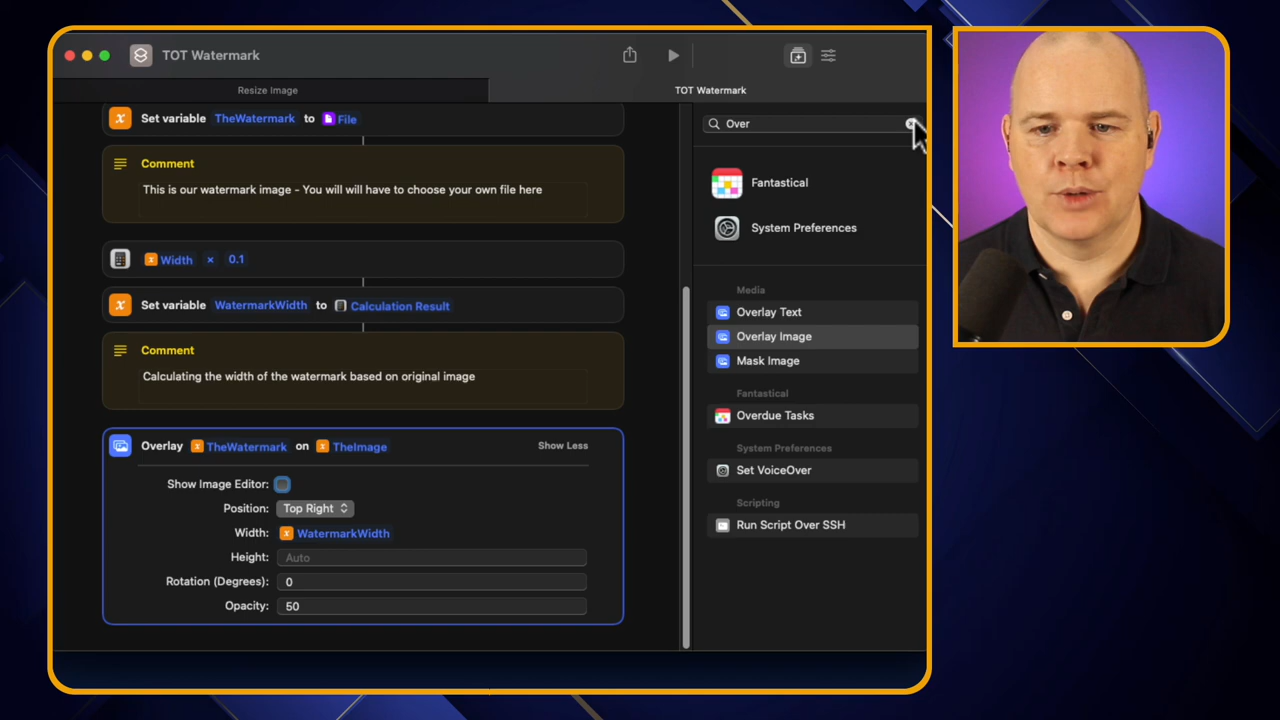 TOT Watermark
Resize Image
TOT Watermark
Set variable TheWatermark to File
Comment
This is our watermark image - You will will have to choose your own file here
Width × 0.1
Set variable WatermarkWidth to Calculation Result
Comment
Calculating the width of the watermark based on original image
Overlay TheWatermark on TheImage Show Less
Show Image Editor:
Position: Top Right
Width: WatermarkWidth
Height: Auto
Rotation (Degrees): 0
Opacity: 50
Over
Fantastical
System Preferences
Media
Overlay Text
Overlay Image
Mask Image
Fantastical
Overdue Tasks
System Preferences
Set VoiceOver
Scripting
Run Script Over SSH